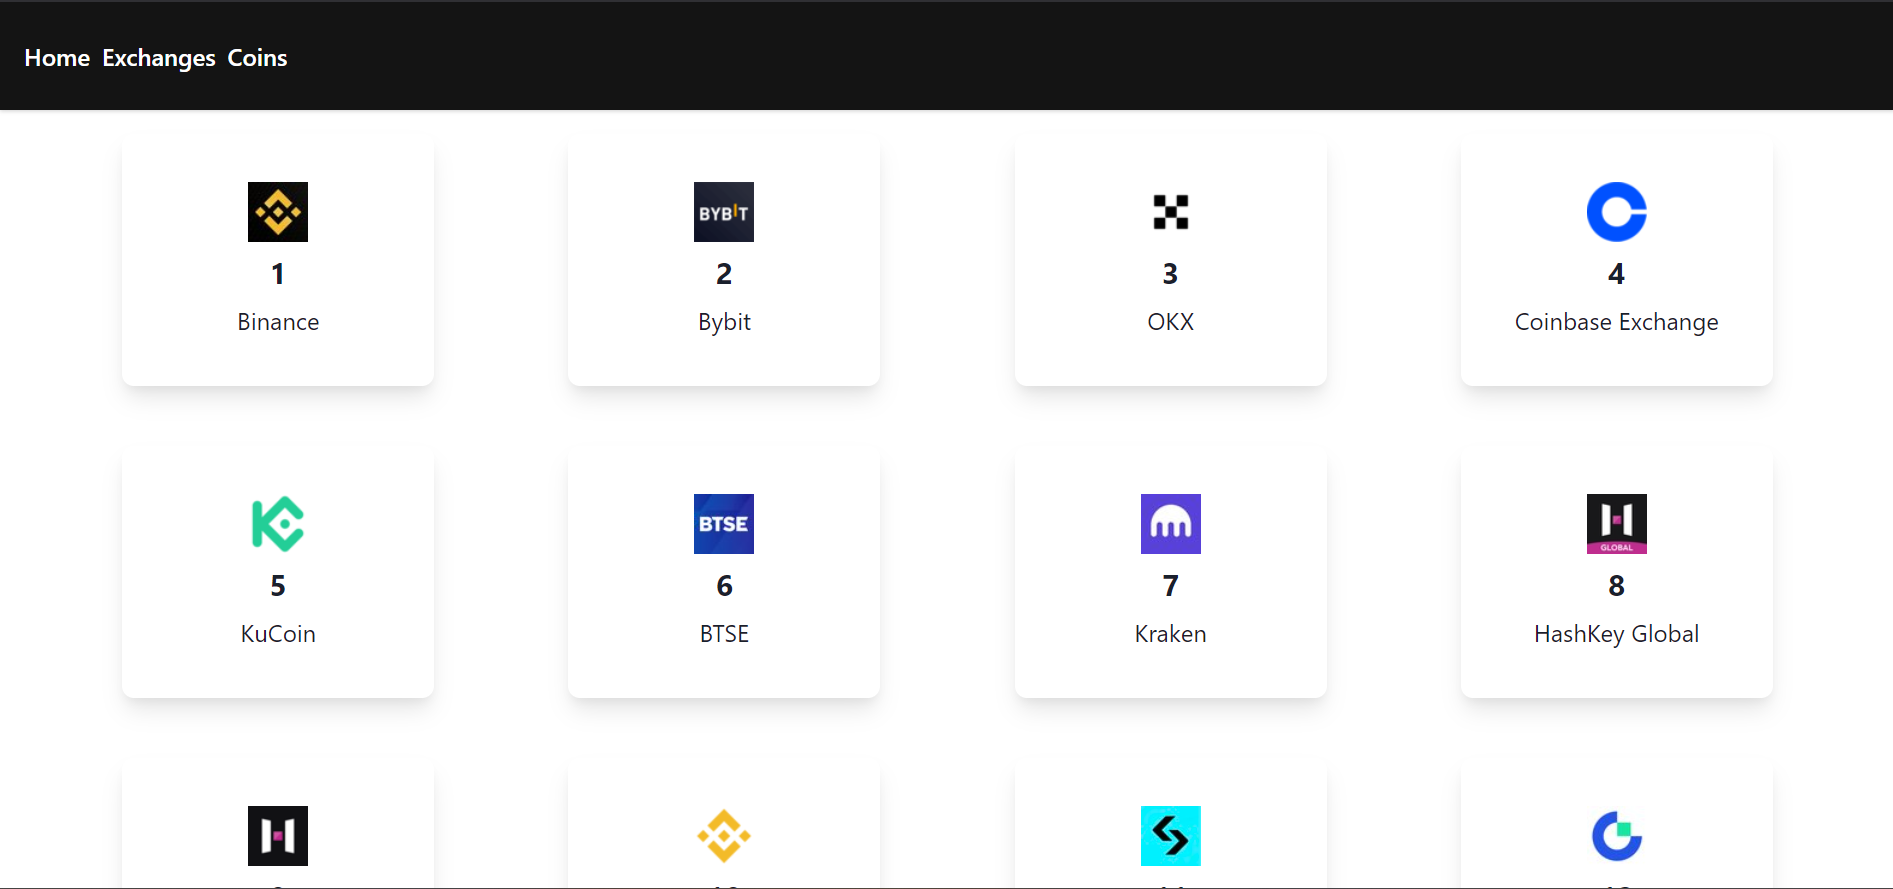 Home Exchanges Coins
BYBIT
1
2
3
4
Binance
Bybit
OKX
Coinbase Exchange
BTSE
GLOBAL
5
6
7
8
KuCoin
BTSE
Kraken
HashKey Global